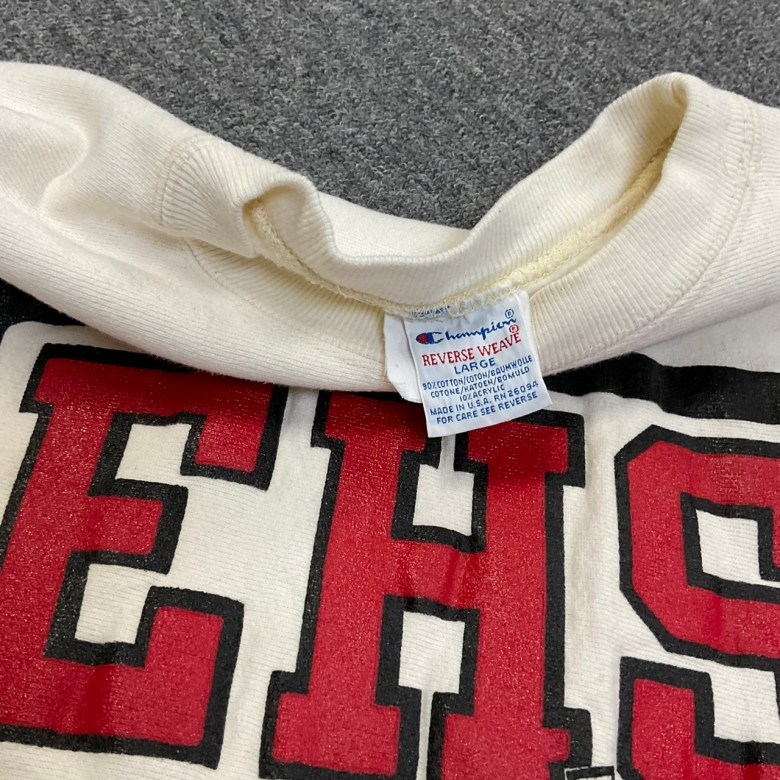 Champion®
REVERSE WEAVE®
LARGE
90% COTTON/COTON/BAUMWOLLE
COTONE/KATOEN/BOMULD
10% ACRYLIC
MADE IN U.S.A. RN 26094
FOR CARE SEE REVERSE
EHS